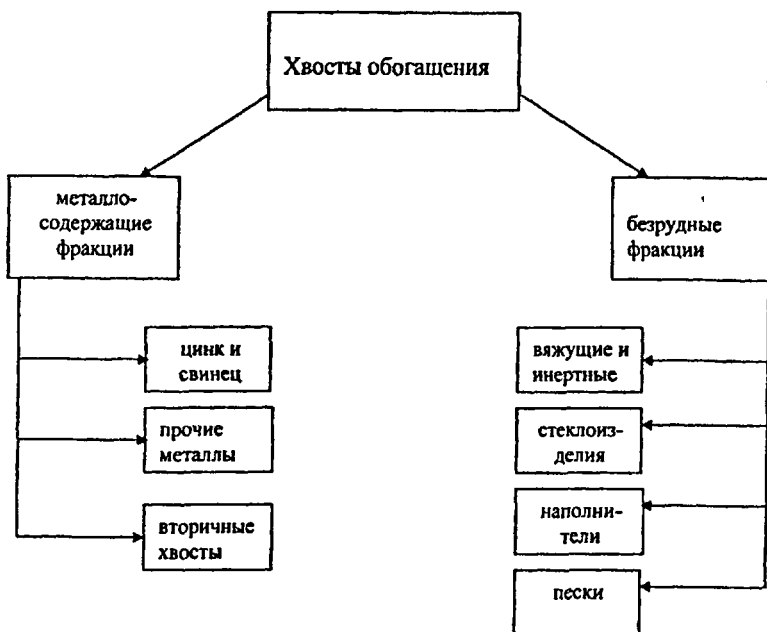 Хвосты обогащения
металло-
содержащие
фракции
безрудные
фракции
цинк и
свинец
прочие
металлы
вторичные
хвосты
вяжущие и
инертные
стеклоиз-
делия
наполни-
тели
пески